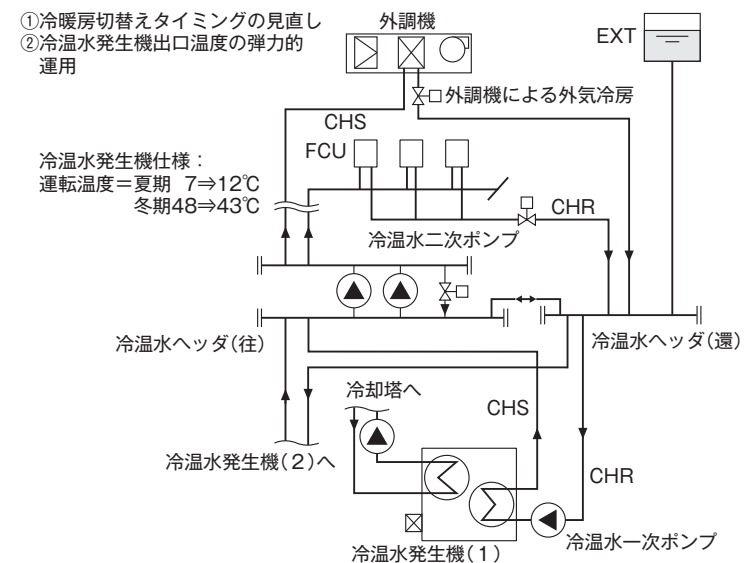 ①冷暖房切替えタイミングの見直し
②冷温水発生機出口温度の弾力的
運用
外調機
EXT
外調機による外気冷房
CHS
FCU
冷温水発生機仕様：
運転温度＝夏期 7⇒12℃
冬期48⇒43℃
CHR
冷温水二次ポンプ
冷温水ヘッダ（往）
冷温水ヘッダ（還）
冷却塔へ
CHS
冷温水発生機（2）へ
CHR
冷温水一次ポンプ
冷温水発生機（1）